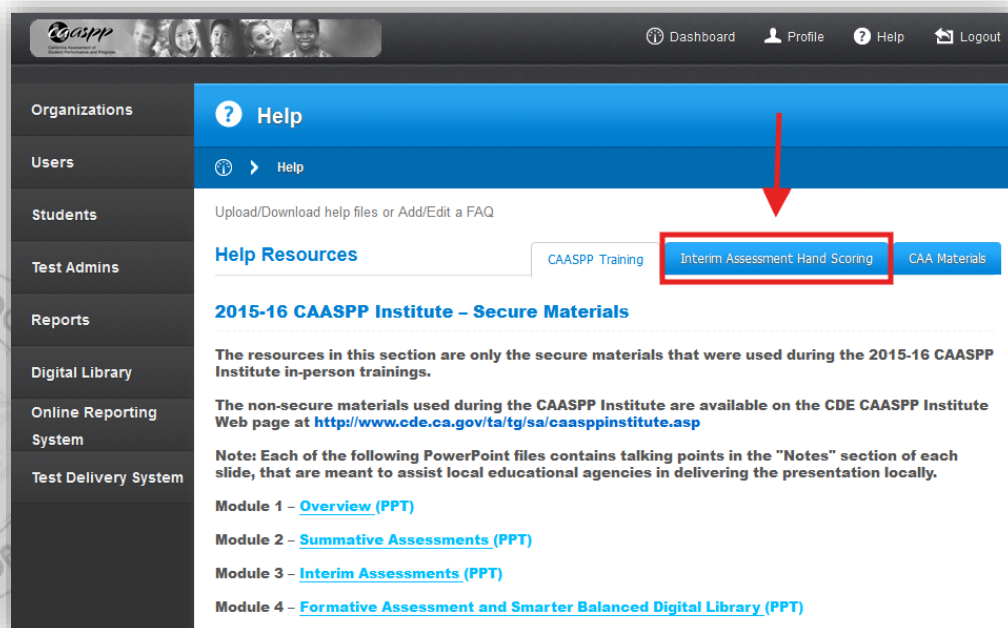 caaspp
California Assessment of
Student Performance and Progress
Dashboard
Profile
Help
Logout
Organizations
Users
Students
Test Admins
Reports
Digital Library
Online Reporting
System
Test Delivery System
Help
Help
Upload/Download help files or Add/Edit a FAQ
Help Resources
CAASPP Training
Interim Assessment Hand Scoring
CAA Materials
2015-16 CAASPP Institute – Secure Materials
The resources in this section are only the secure materials that were used during the 2015-16 CAASPP
Institute in-person trainings.
The non-secure materials used during the CAASPP Institute are available on the CDE CAASPP Institute
Web page at http://www.cde.ca.gov/ta/tg/sa/caasppinstitute.asp
Note: Each of the following PowerPoint files contains talking points in the "Notes" section of each
slide, that are meant to assist local educational agencies in delivering the presentation locally.
Module 1 – Overview (PPT)
Module 2 – Summative Assessments (PPT)
Module 3 – Interim Assessments (PPT)
Module 4 – Formative Assessment and Smarter Balanced Digital Library (PPT)